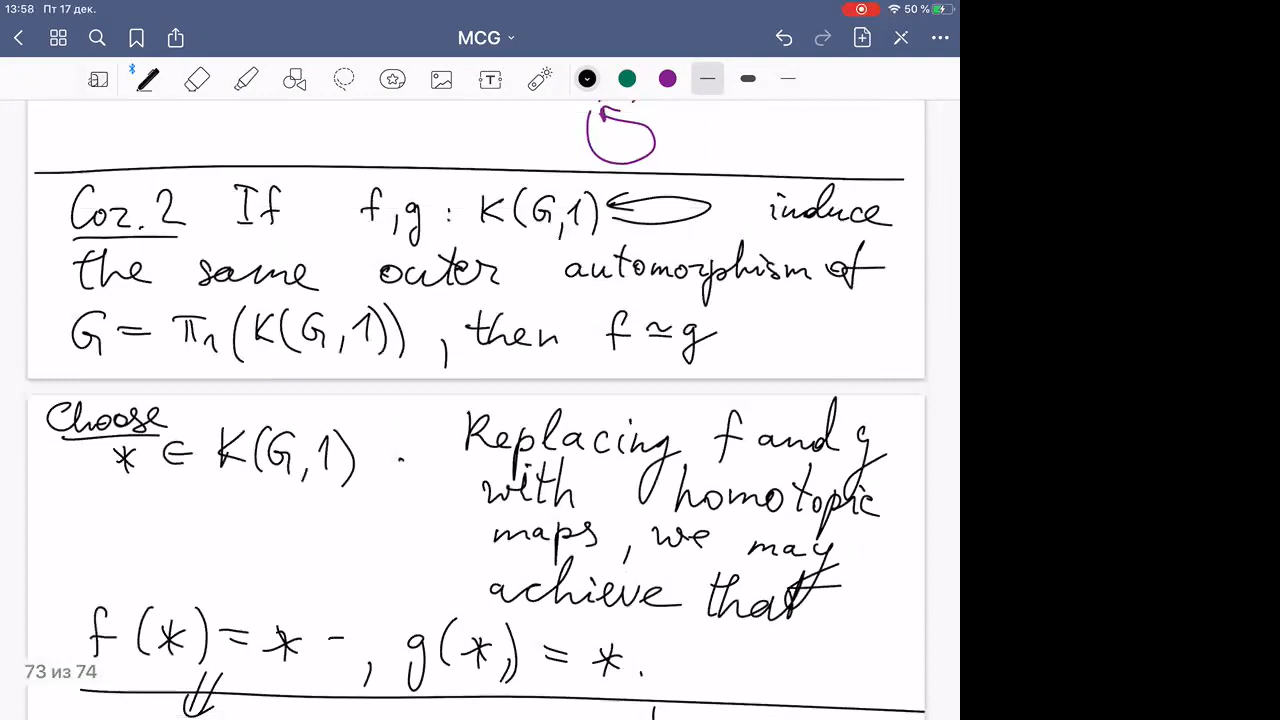 13:58 Пт 17 дек.
50 %
MCG
Cor. 2 If f, g : K(G,1) induce
the same outer automorphism of
G = π₁(K(G,1)), then f ≃ g
Choose
* ∈ K(G,1) . Replacing f and g
with homotopic
maps, we may
achieve that
f(*) = * , g(*) = * .
73 из 74
⇓